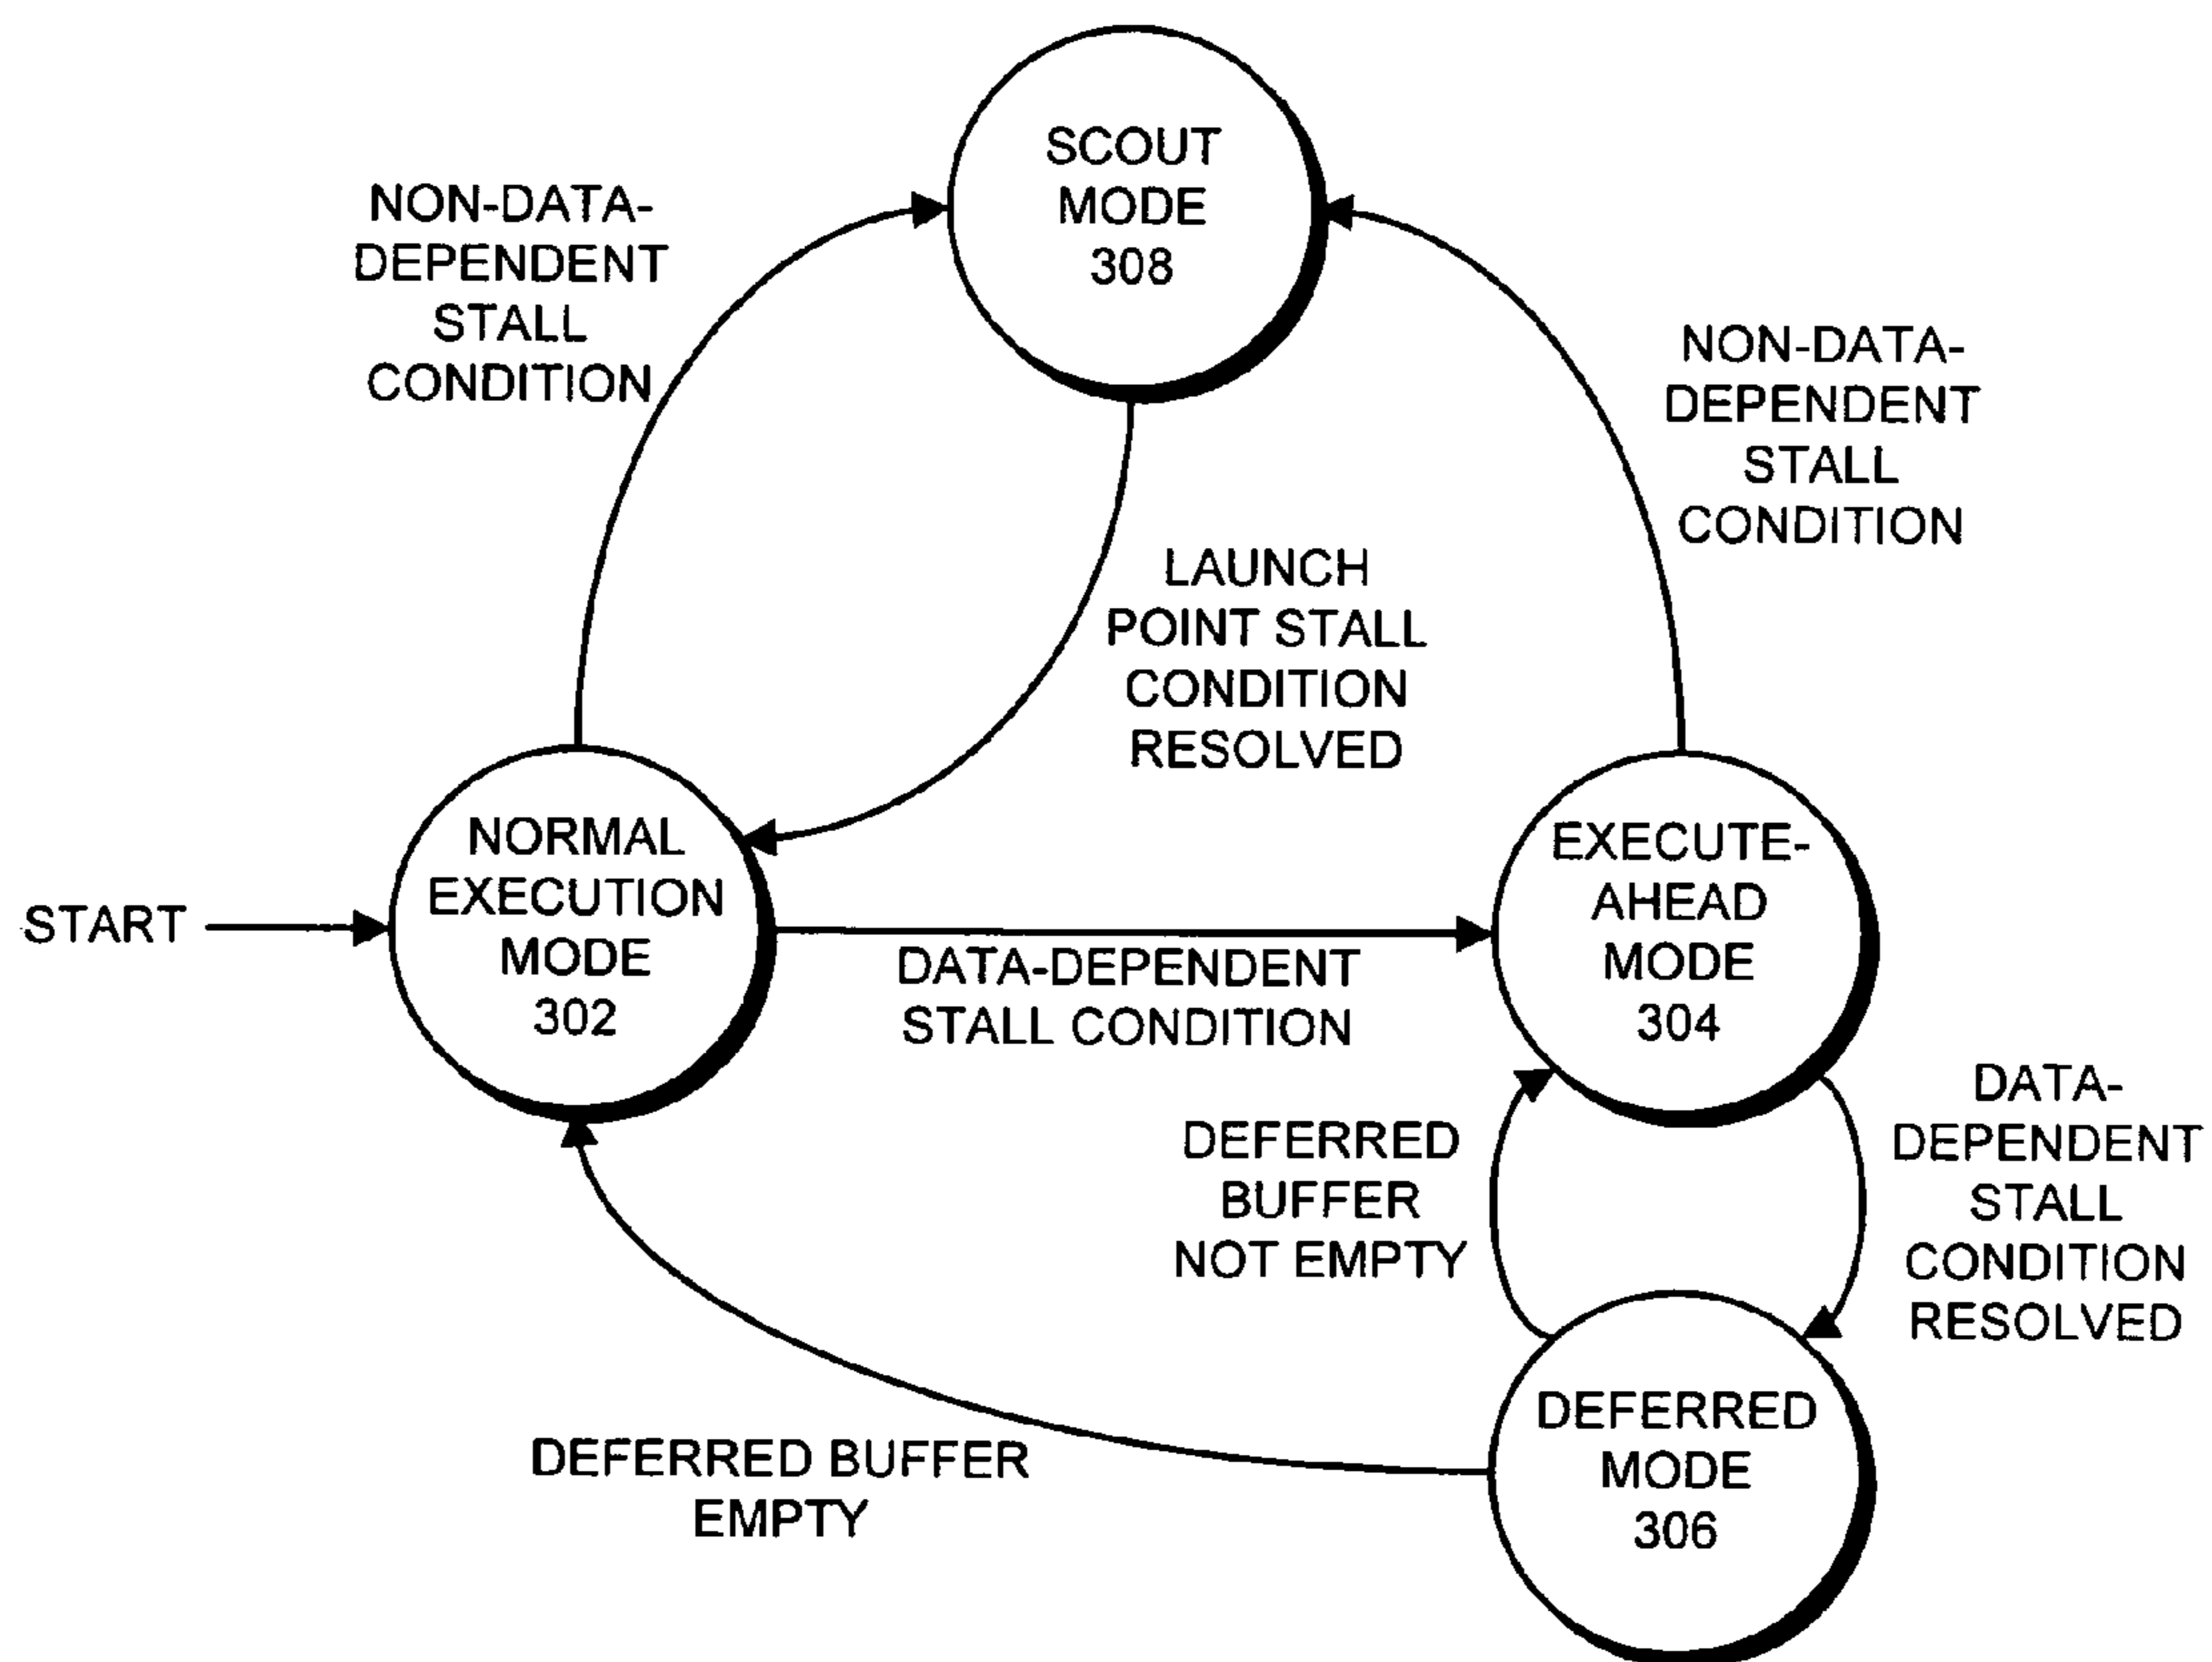 SCOUT
MODE
308
NON-DATA-
DEPENDENT
STALL
CONDITION
NON-DATA-
DEPENDENT
STALL
CONDITION
LAUNCH
POINT STALL
CONDITION
RESOLVED
START
NORMAL
EXECUTION
MODE
302
DATA-DEPENDENT
STALL CONDITION
EXECUTE-
AHEAD
MODE
304
DEFERRED
BUFFER
NOT EMPTY
DATA-
DEPENDENT
STALL
CONDITION
RESOLVED
DEFERRED BUFFER
EMPTY
DEFERRED
MODE
306